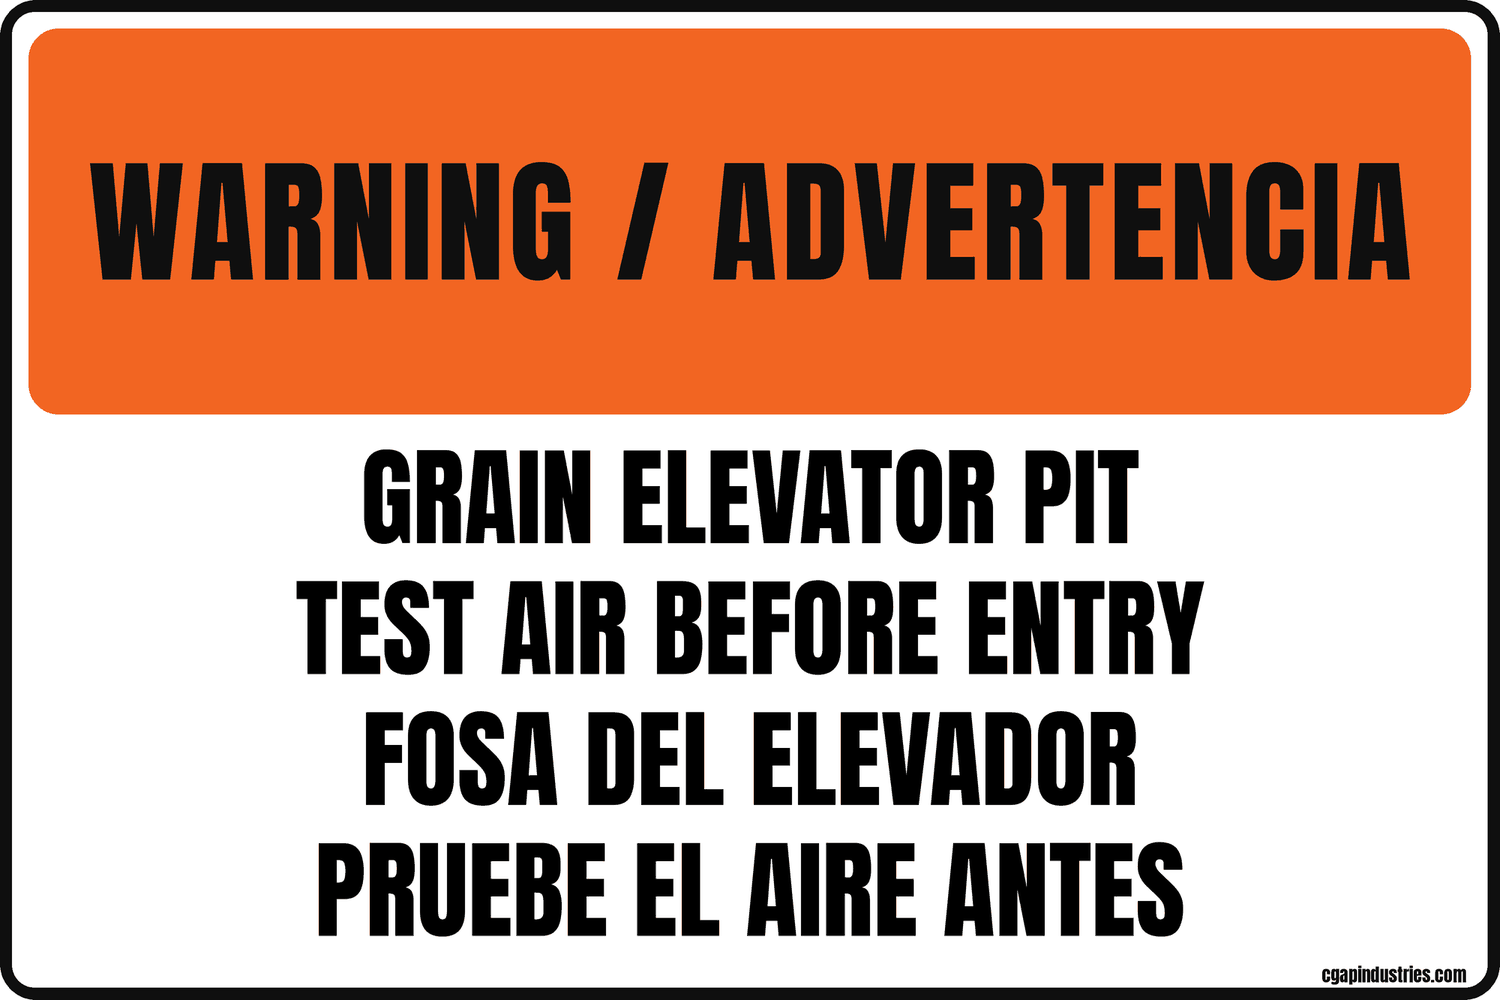 WARNING / ADVERTENCIA
GRAIN ELEVATOR PIT
TEST AIR BEFORE ENTRY
FOSA DEL ELEVADOR
PRUEBE EL AIRE ANTES
cgapindustries.com